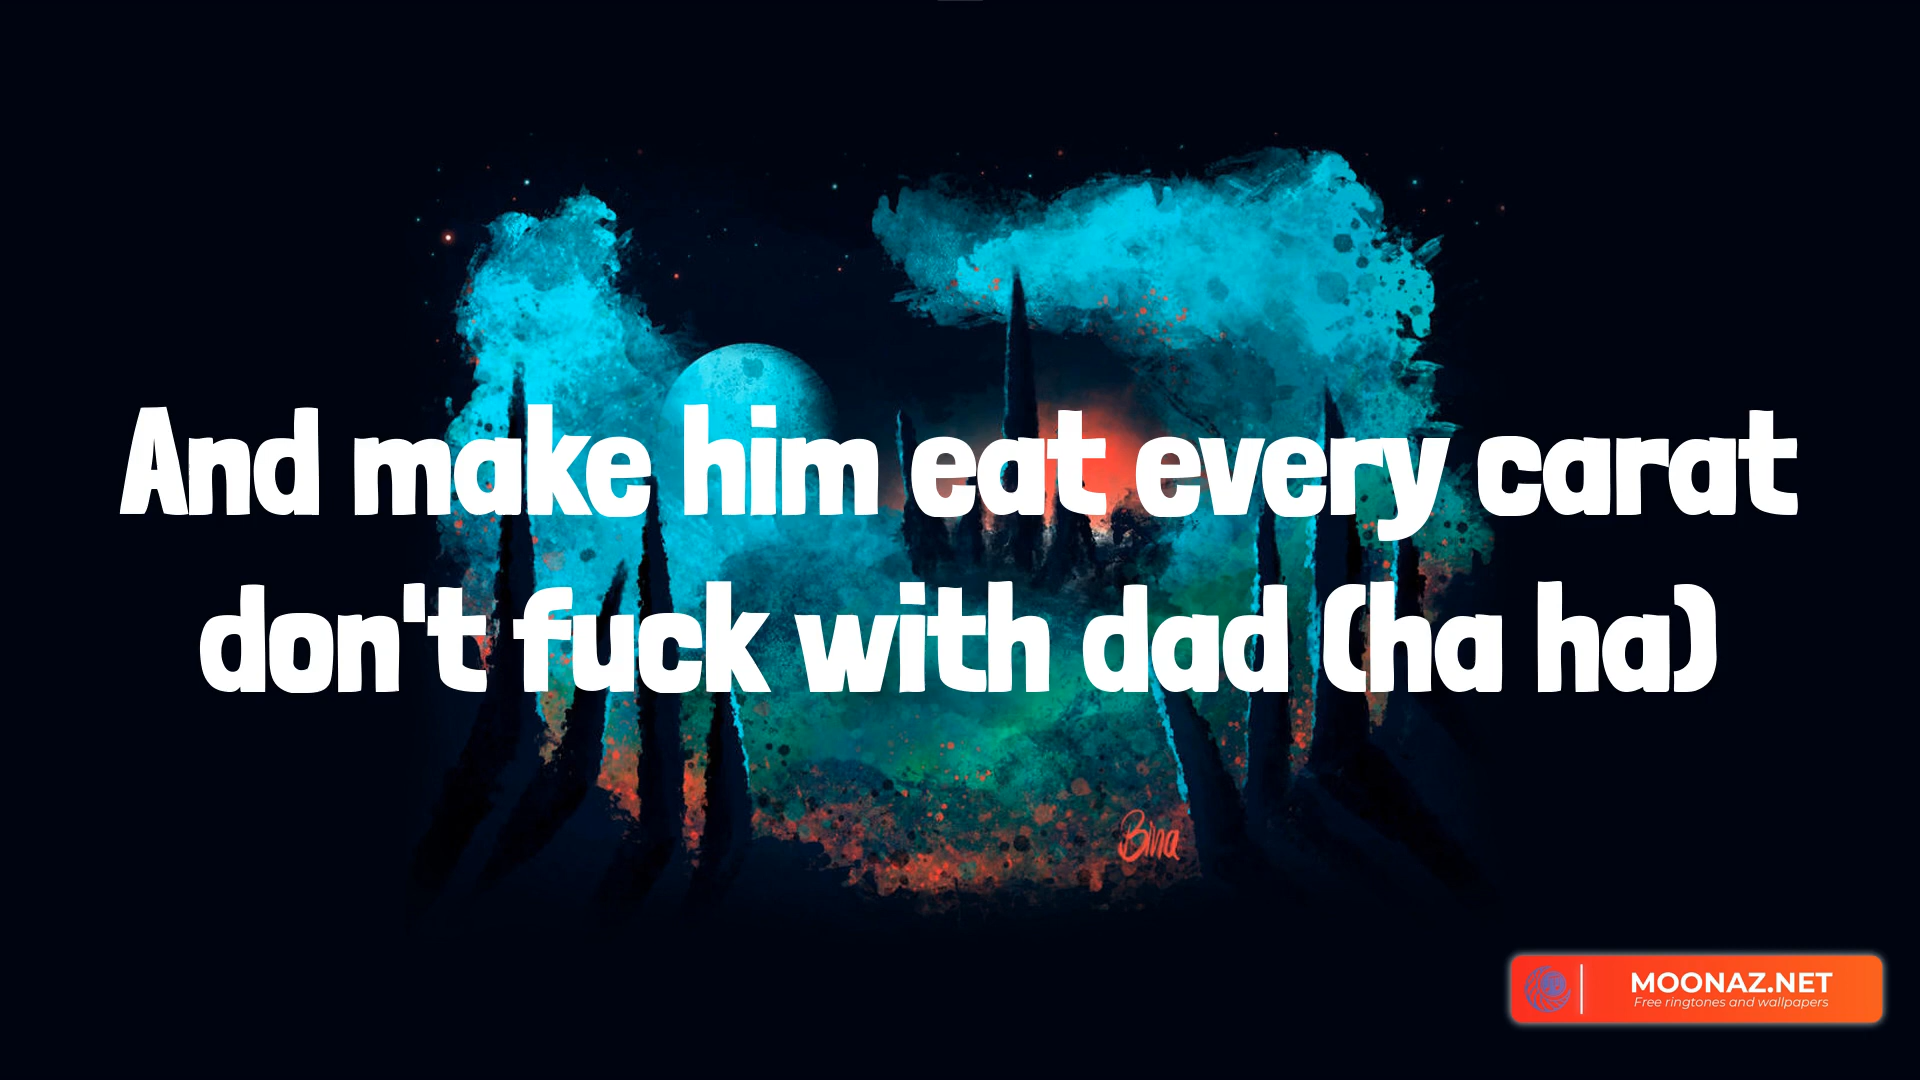 And make him eat every carat
don't fuck with dad (ha ha)
Bina
MOONAZ.NET
Free ringtones and wallpapers